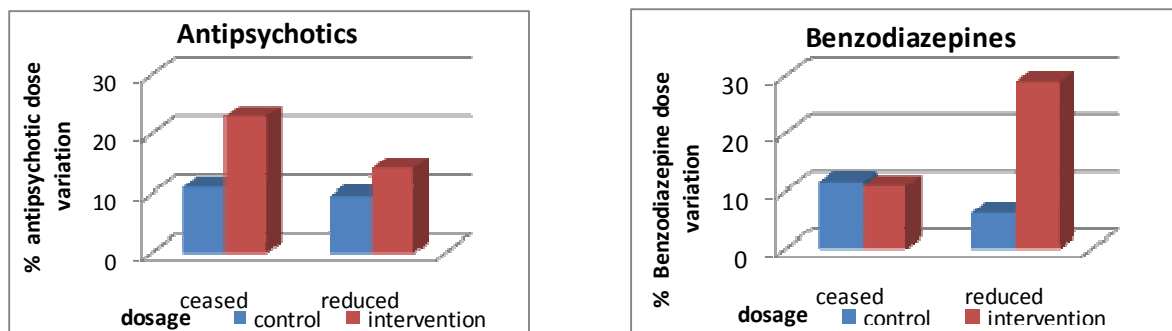 Antipsychotics
% antipsychotic dose
variation
30
20
10
0
ceased
reduced
dosage
control
intervention
Benzodiazepines
% Benzodiazepine dose
variation
30
20
10
0
ceased
reduced
dosage
control
intervention